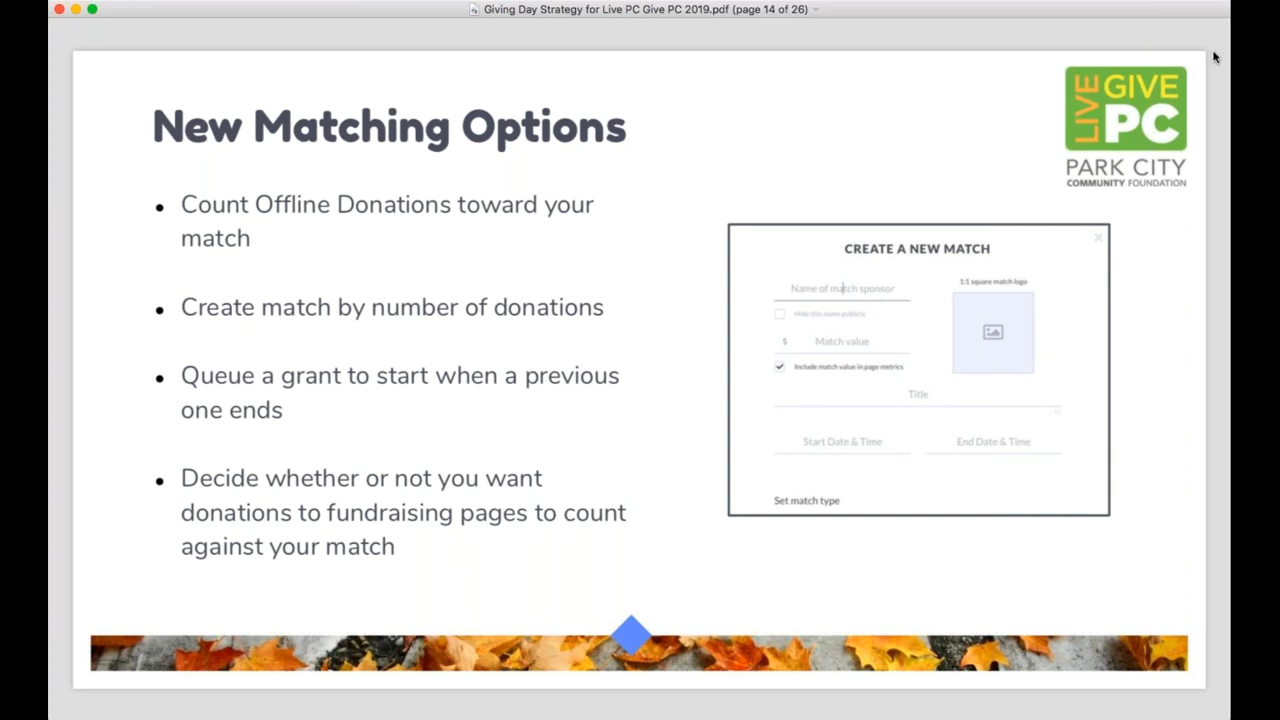 Giving Day Strategy for Live PC Give PC 2019.pdf (page 14 of 26)
LIVE GIVE
PC
PARK CITY
COMMUNITY FOUNDATION
New Matching Options
• Count Offline Donations toward your
match
• Create match by number of donations
• Queue a grant to start when a previous
one ends
• Decide whether or not you want
donations to fundraising pages to count
against your match
CREATE A NEW MATCH
Name of match sponsor
1:1 square match logo
Hide this name publicly
$ Match value
Include match value in page metrics
Title
Start Date & Time
End Date & Time
Set match type